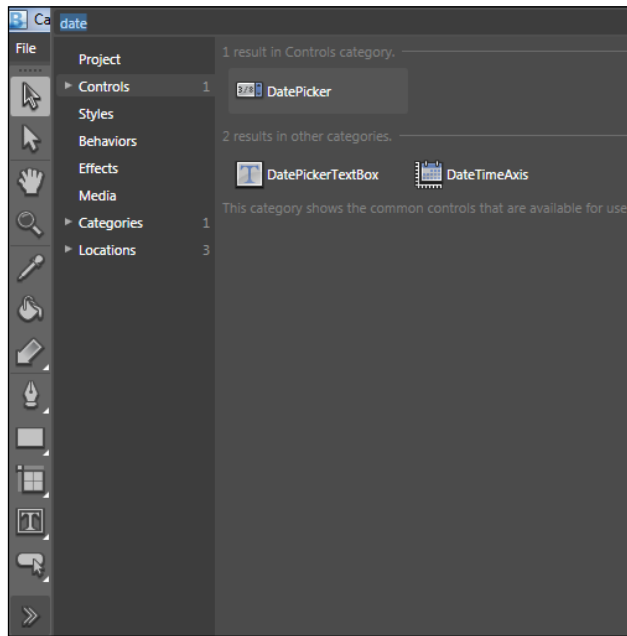 Ca
date
File
Project
Controls 1
Styles
Behaviors
Effects
Media
Categories 1
Locations 3
1 result in Controls category.
3/8 DatePicker
2 results in other categories.
T DatePickerTextBox DateTimeAxis
This category shows the common controls that are available for use
T